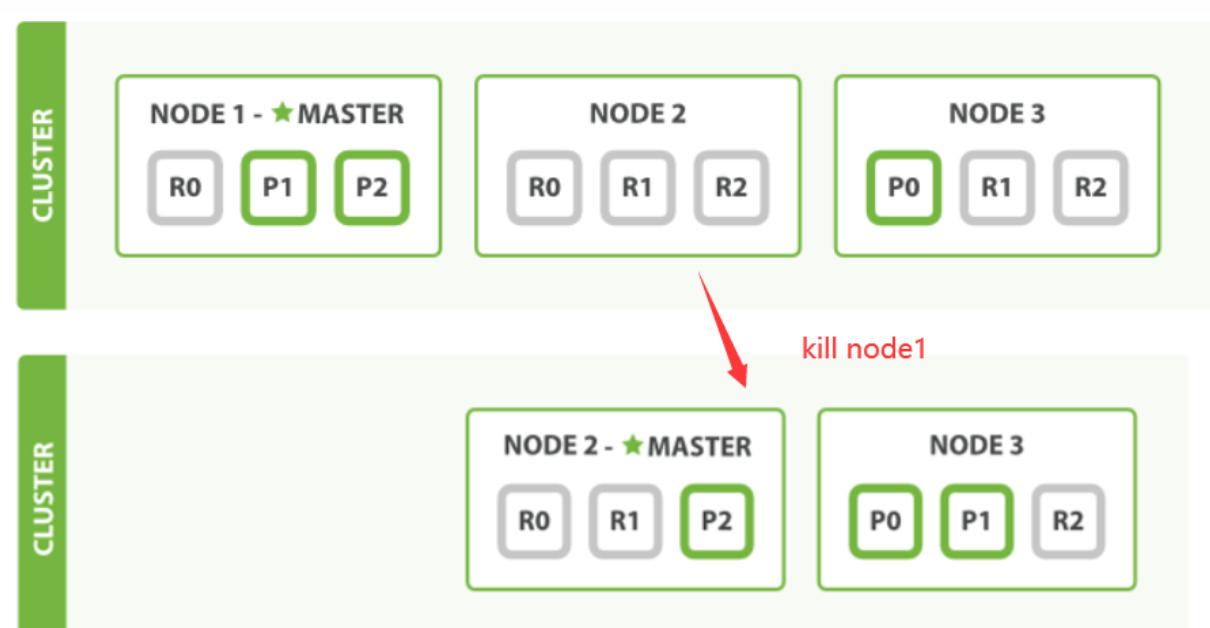 CLUSTER
NODE 1 - ★ MASTER
R0 P1 P2
NODE 2
R0 R1 R2
NODE 3
P0 R1 R2
kill node1
CLUSTER
NODE 2 - ★ MASTER
R0 R1 P2
NODE 3
P0 P1 R2